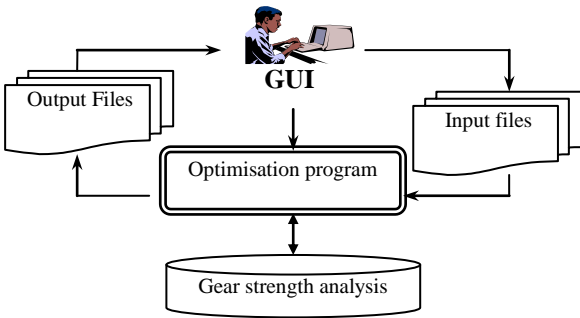 GUI
Output Files
Input files
Optimisation program
Gear strength analysis